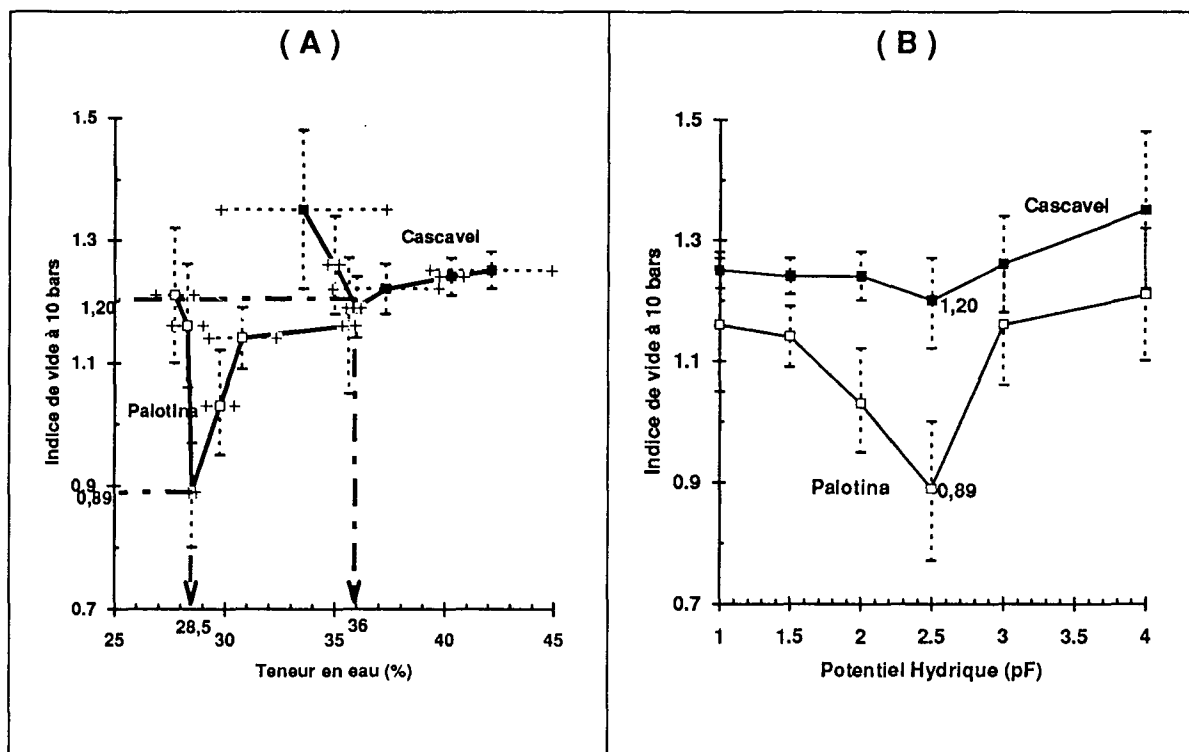 ( A )
Indice de vide à 10 bars
1.5
1.3
1,20
1.1
0.9
0,89
0.7
Cascavel
Palotina
25
28,5
30
35
36
40
45
Teneur en eau (%)
( B )
Indice de vide à 10 bars
1.5
1.3
1.1
0.9
0.7
Cascavel
1,20
Palotina
0,89
1
1.5
2
2.5
3
3.5
4
Potentiel Hydrique (pF)